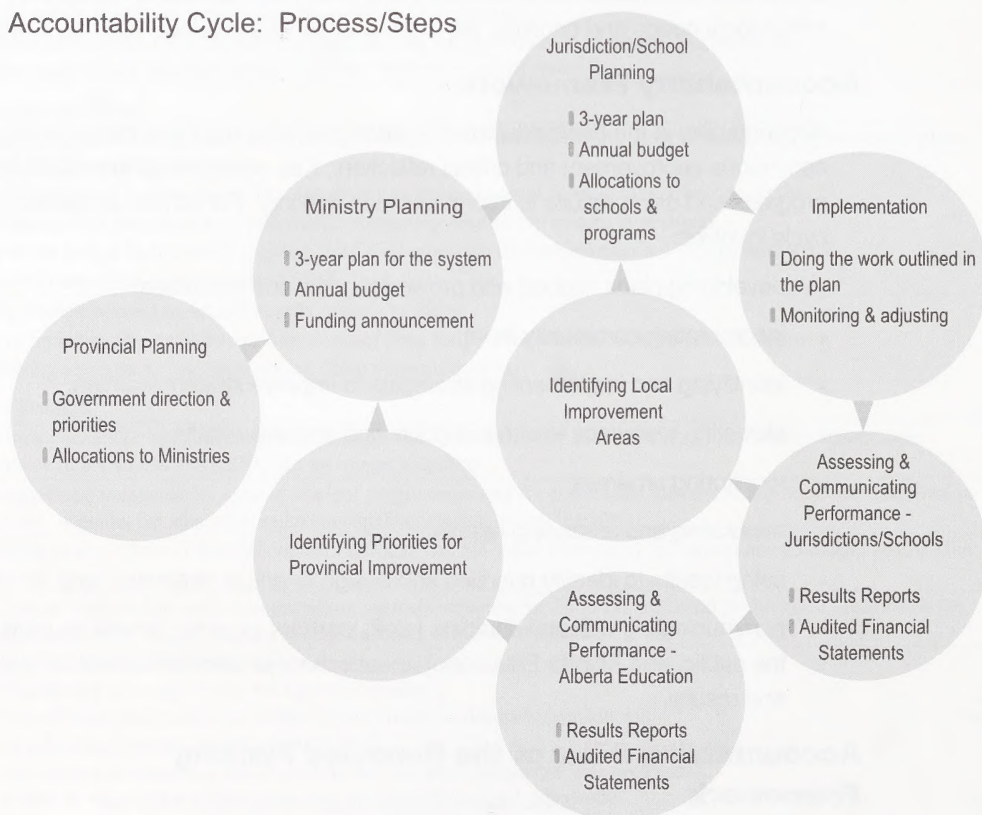 Accountability Cycle: Process/Steps
Jurisdiction/School
Planning
3-year plan
Annual budget
Allocations to
schools &
programs
Ministry Planning
3-year plan for the system
Annual budget
Funding announcement
Implementation
Doing the work outlined in
the plan
Monitoring & adjusting
Provincial Planning
Government direction &
priorities
Allocations to Ministries
Identifying Local
Improvement
Areas
Assessing &
Communicating
Performance -
Jurisdictions/Schools
Results Reports
Audited Financial
Statements
Identifying Priorities for
Provincial Improvement
Assessing &
Communicating
Performance -
Alberta Education
Results Reports
Audited Financial
Statements